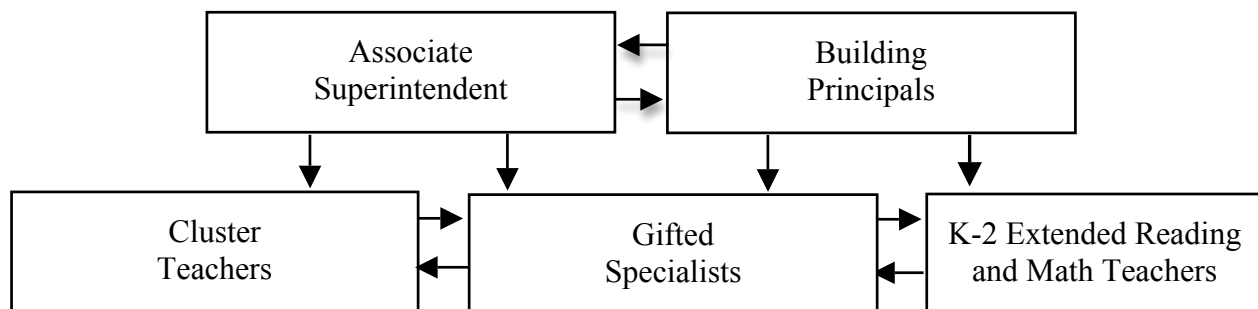 Associate
Superintendent
Building
Principals
Cluster
Teachers
Gifted
Specialists
K-2 Extended Reading
and Math Teachers